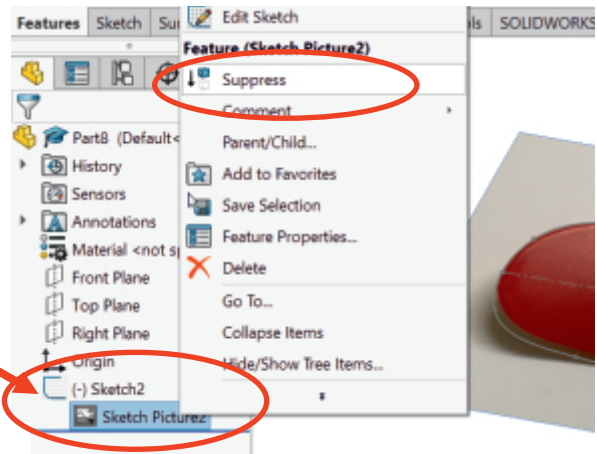 Features Sketch Su
SOLIDWORKS
Edit Sketch
Feature (Sketch Picture2)
Suppress
Comment
Parent/Child...
Add to Favorites
Save Selection
Feature Properties...
Delete
Go To...
Collapse Items
Hide/Show Tree Items...
Part8 (Default<
History
Sensors
Annotations
Material <not s
Front Plane
Top Plane
Right Plane
Origin
(-) Sketch2
Sketch Picture2